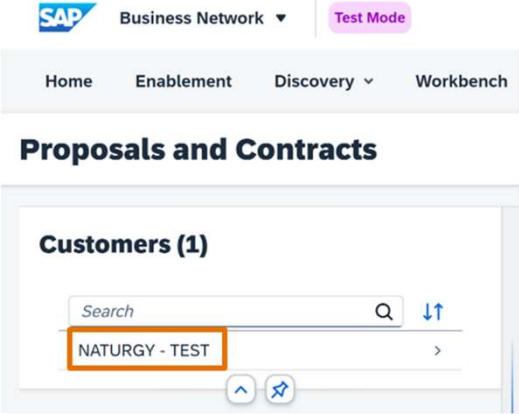 SAP Business Network Test Mode
Home Enablement Discovery Workbench
Proposals and Contracts
Customers (1)
Search
NATURGY - TEST